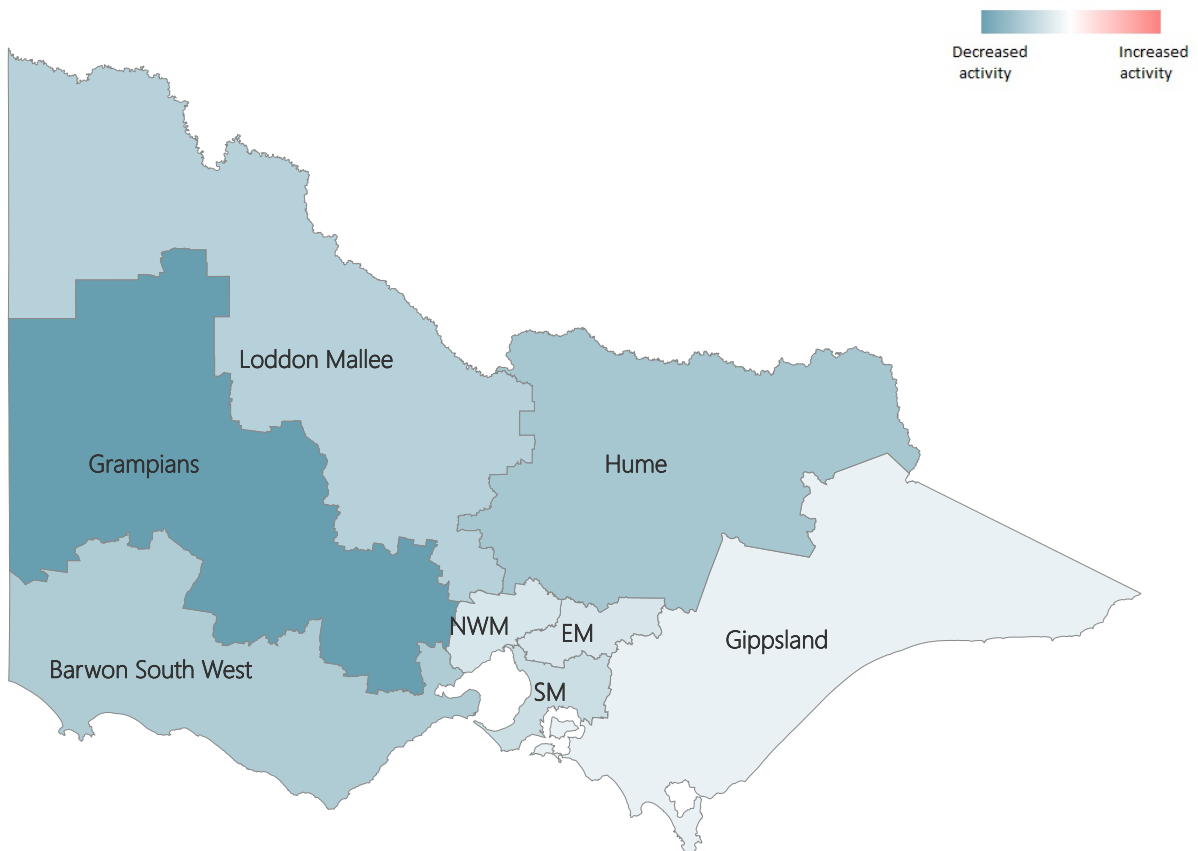 Decreased
activity
Increased
activity
Loddon Mallee
Grampians
Hume
NWM
EM
Gippsland
Barwon South West
SM